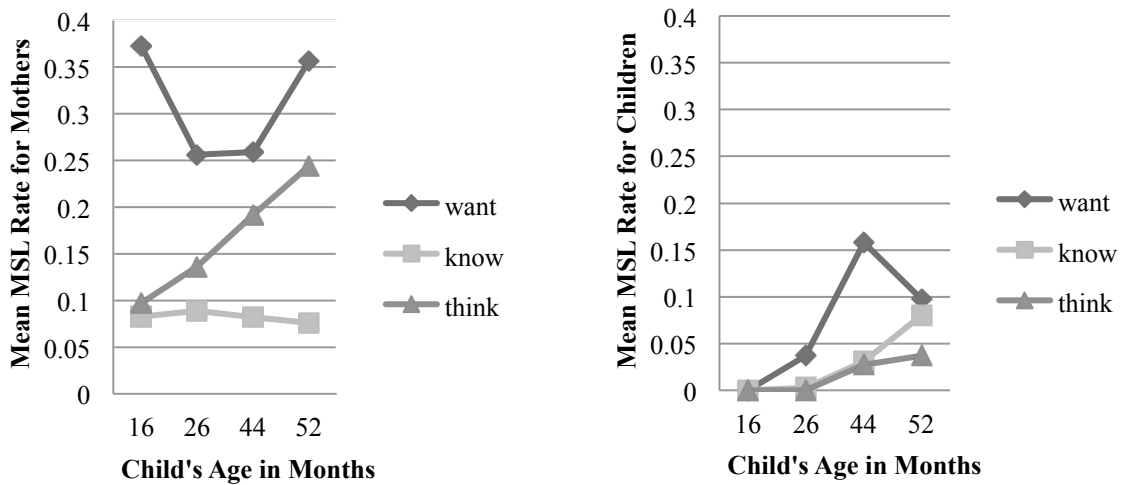 Mean MSL Rate for Mothers
0.4
0.35
0.3
0.25
0.2
0.15
0.1
0.05
0
16 26 44 52
Child's Age in Months
want
know
think
Mean MSL Rate for Children
0.4
0.35
0.3
0.25
0.2
0.15
0.1
0.05
0
16 26 44 52
Child's Age in Months
want
know
think